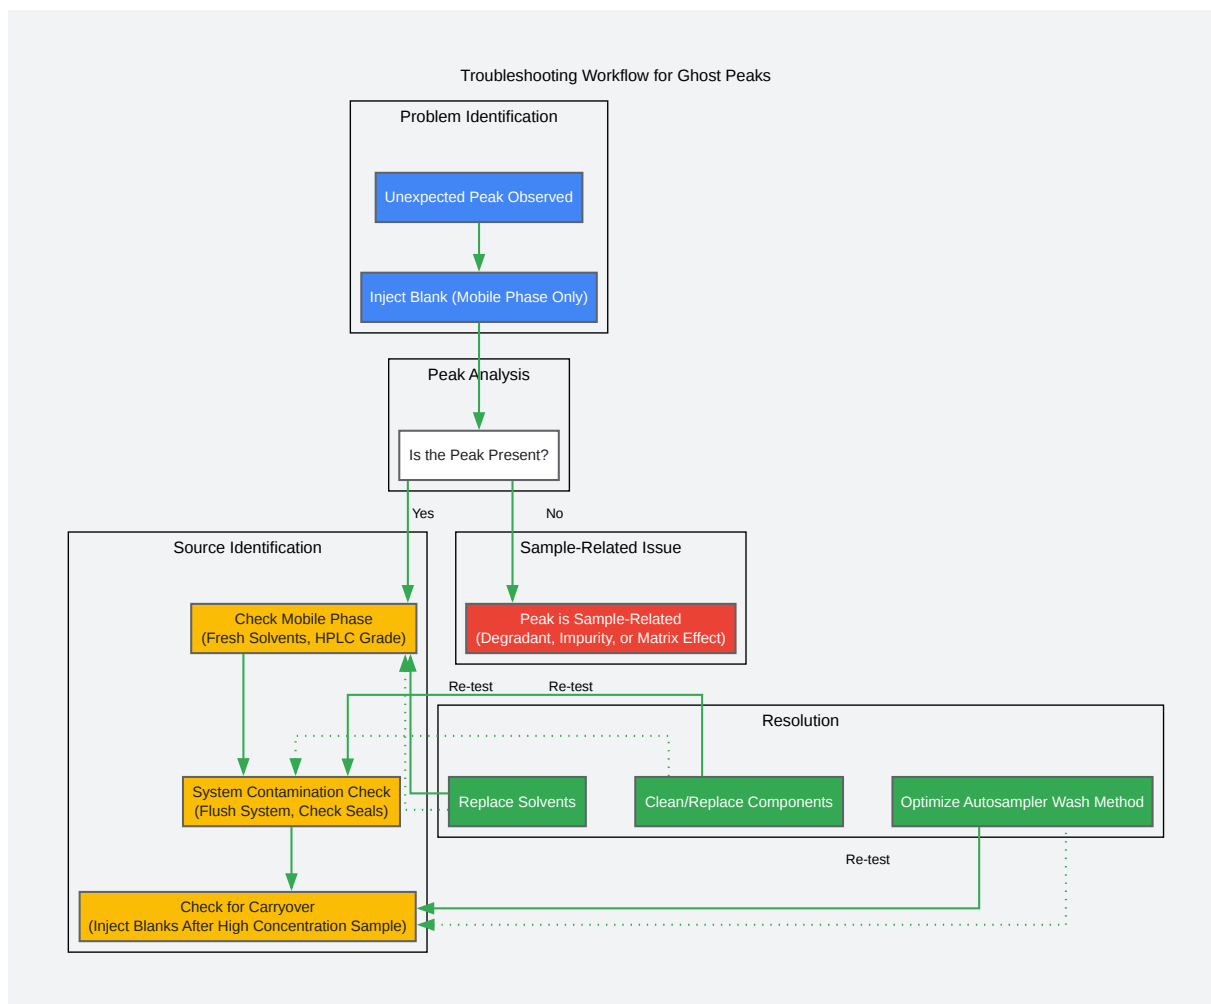 Troubleshooting Workflow for Ghost Peaks
Problem Identification
Unexpected Peak Observed
Inject Blank (Mobile Phase Only)
Peak Analysis
Is the Peak Present?
Yes
No
Source Identification
Sample-Related Issue
Check Mobile Phase
(Fresh Solvents, HPLC Grade)
Peak is Sample-Related
(Degradant, Impurity, or Matrix Effect)
Re-test
Re-test
Resolution
System Contamination Check
(Flush System, Check Seals)
Replace Solvents
Clean/Replace Components
Optimize Autosampler Wash Method
Re-test
Check for Carryover
(Inject Blanks After High Concentration Sample)